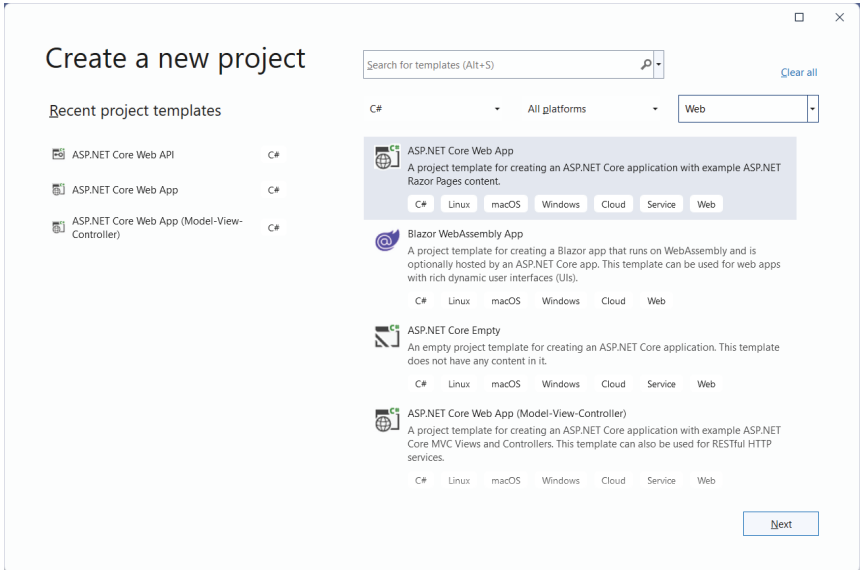 Create a new project
Search for templates (Alt+S)
Clear all
Recent project templates
C#
All platforms
Web
ASP.NET Core Web API
C#
ASP.NET Core Web App
C#
ASP.NET Core Web App (Model-View-
Controller)
C#
ASP.NET Core Web App
A project template for creating an ASP.NET Core application with example ASP.NET
Razor Pages content.
C# Linux macOS Windows Cloud Service Web
Blazor WebAssembly App
A project template for creating a Blazor app that runs on WebAssembly and is
optionally hosted by an ASP.NET Core app. This template can be used for web apps
with rich dynamic user interfaces (UIs).
C# Linux macOS Windows Cloud Web
ASP.NET Core Empty
An empty project template for creating an ASP.NET Core application. This template
does not have any content in it.
C# Linux macOS Windows Cloud Service Web
ASP.NET Core Web App (Model-View-Controller)
A project template for creating an ASP.NET Core application with example ASP.NET
Core MVC Views and Controllers. This template can also be used for RESTful HTTP
services.
C# Linux macOS Windows Cloud Service Web
Next